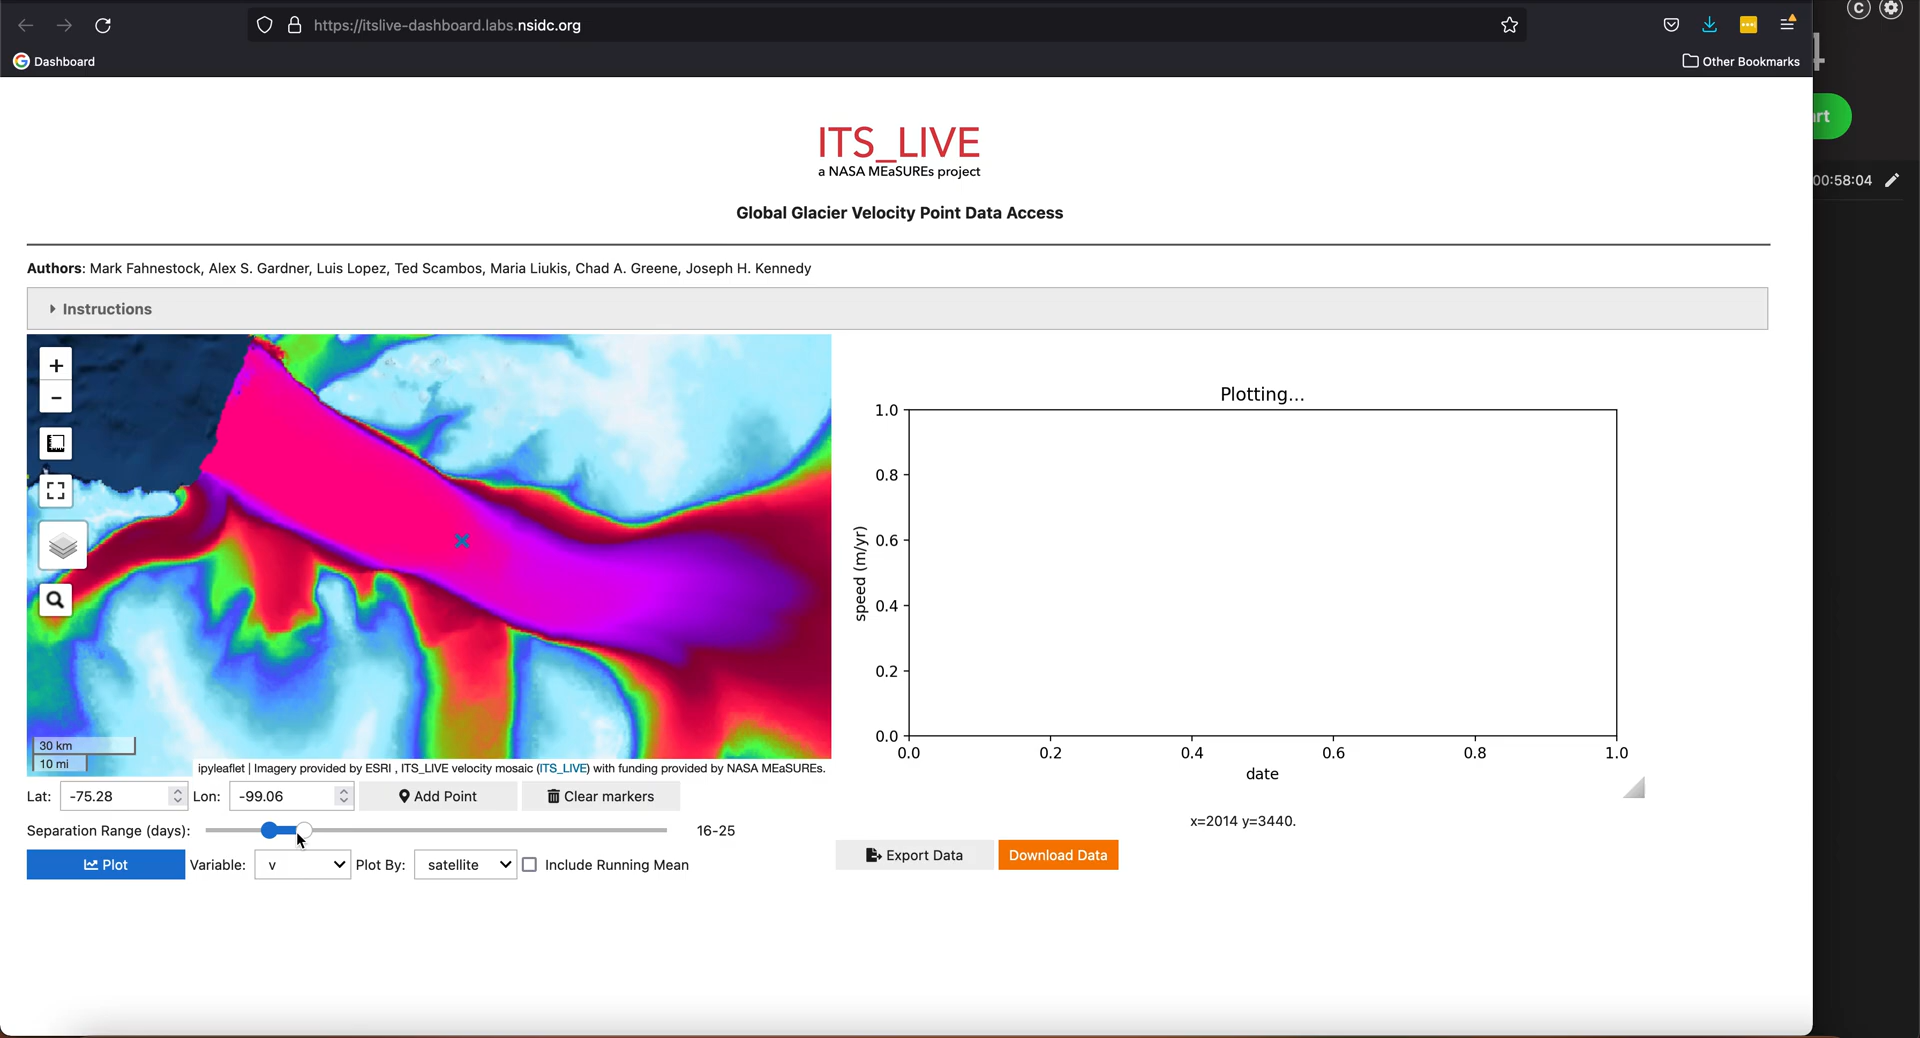 https://itslive-dashboard.labs.nsidc.org
Dashboard
Other Bookmarks
ITS_LIVE
a NASA MEaSUREs project
Global Glacier Velocity Point Data Access
Authors: Mark Fahnestock, Alex S. Gardner, Luis Lopez, Ted Scambos, Maria Liukis, Chad A. Greene, Joseph H. Kennedy
Instructions
+
−
30 km
10 mi
ipyleaflet | Imagery provided by ESRI , ITS_LIVE velocity mosaic (ITS_LIVE) with funding provided by NASA MEaSUREs.
Lat: -75.28 Lon: -99.06 Add Point Clear markers
Separation Range (days): 16-25
Plot Variable: v Plot By: satellite Include Running Mean
Plotting...
1.0
0.8
0.6
0.4
0.2
0.0
speed (m/yr)
0.0 0.2 0.4 0.6 0.8 1.0
date
x=2014 y=3440.
Export Data Download Data
C
00:58:04